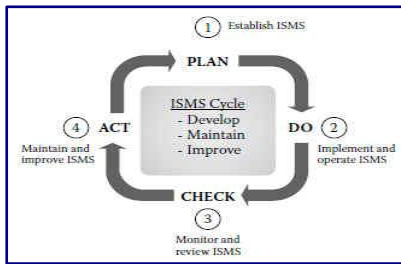 1 Establish ISMS
PLAN
ISMS Cycle
- Develop
- Maintain
- Improve
4 ACT
DO 2
Maintain and
improve ISMS
Implement and
operate ISMS
CHECK
3
Monitor and
review ISMS